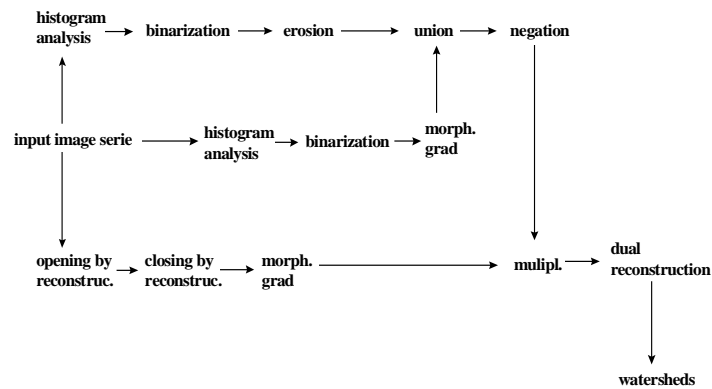 histogram
analysis
binarization
erosion
union
negation
input image serie
histogram
analysis
binarization
morph.
grad
opening by
reconstruc.
closing by
reconstruc.
morph.
grad
mulipl.
dual
reconstruction
watersheds